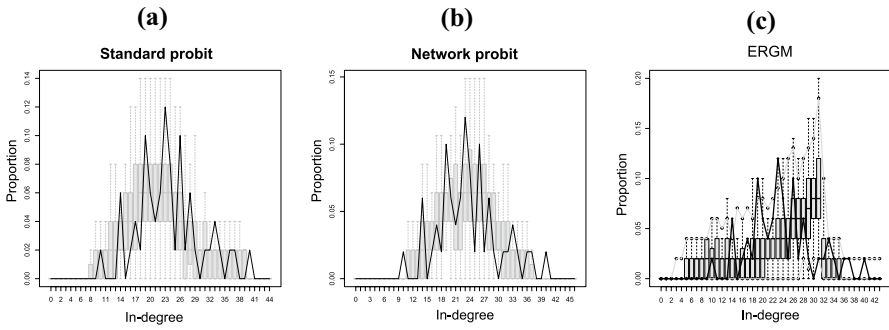 (a)
Standard probit
Proportion
0.14
0.12
0.10
0.08
0.06
0.04
0.02
0.00
0 2 4 6 8 11 14 17 20 23 26 29 32 35 38 41 44
In-degree
(b)
Network probit
Proportion
0.15
0.10
0.05
0.00
0 3 6 9 12 15 18 21 24 27 30 33 36 39 42 46
In-degree
(c)
ERGM
Proportion
0.20
0.15
0.10
0.05
0.00
0 2 4 6 8 10 12 14 16 18 20 22 24 26 28 30 32 34 36 38 40 42
In-degree